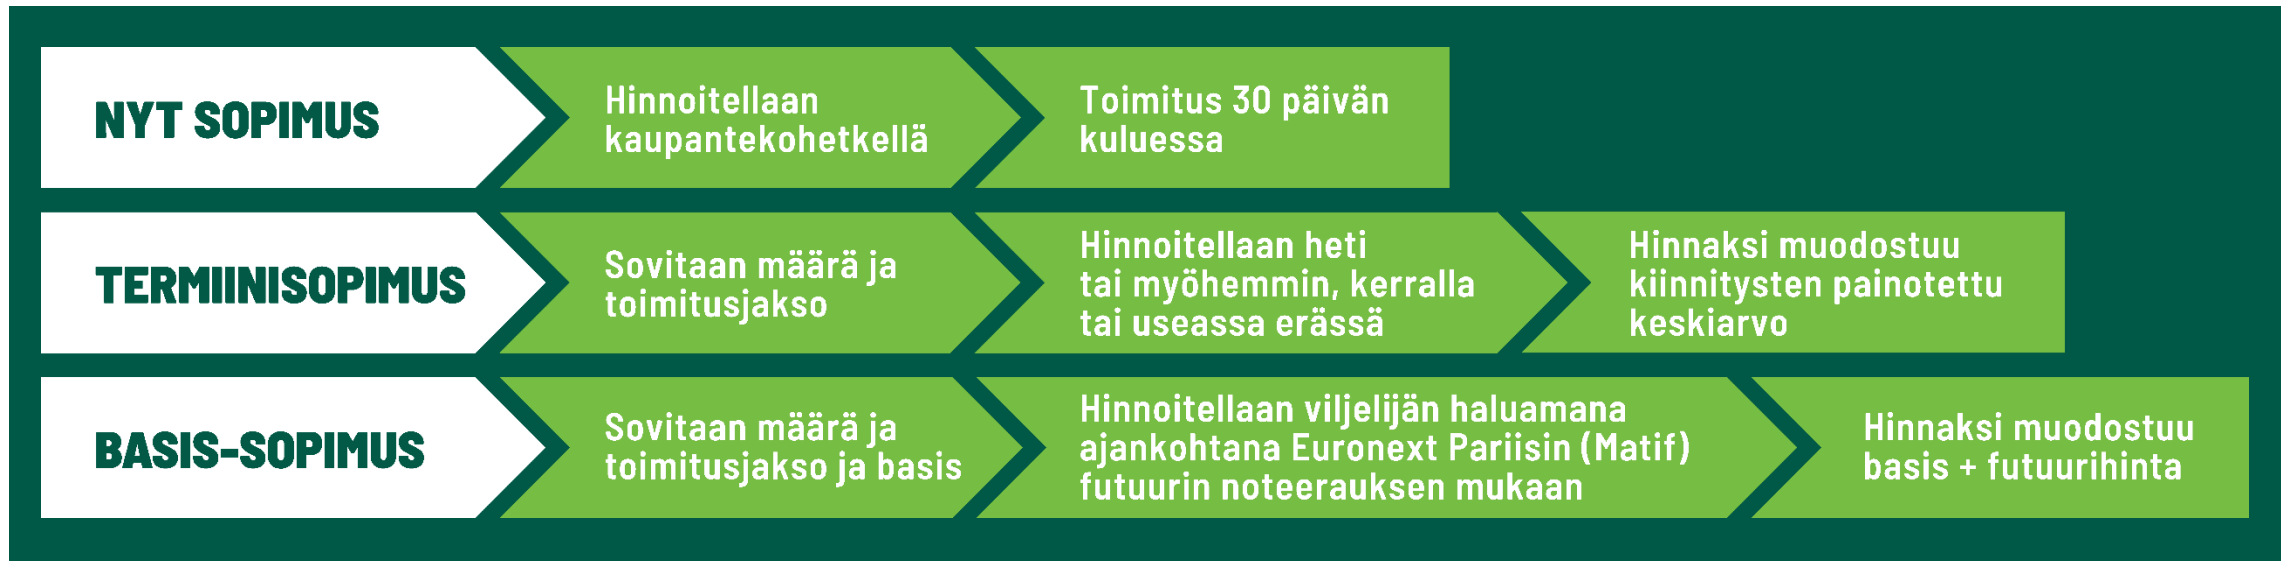 NYT SOPIMUS
Hinnoitellaan
kaupantekohetkellä
Toimitus 30 päivän
kuluessa
TERMIINISOPIMUS
Sovitaan määrä ja
toimitusjakso
Hinnoitellaan heti
tai myöhemmin, kerralla
tai useassa erässä
Hinnaksi muodostuu
kiinnitysten painotettu
keskiarvo
BASIS-SOPIMUS
Sovitaan määrä ja
toimitusjakso ja basis
Hinnoitellaan viljelijän haluamana
ajankohtana Euronext Pariisin (Matif)
futuurin noteerauksen mukaan
Hinnaksi muodostuu
basis + futuurihinta